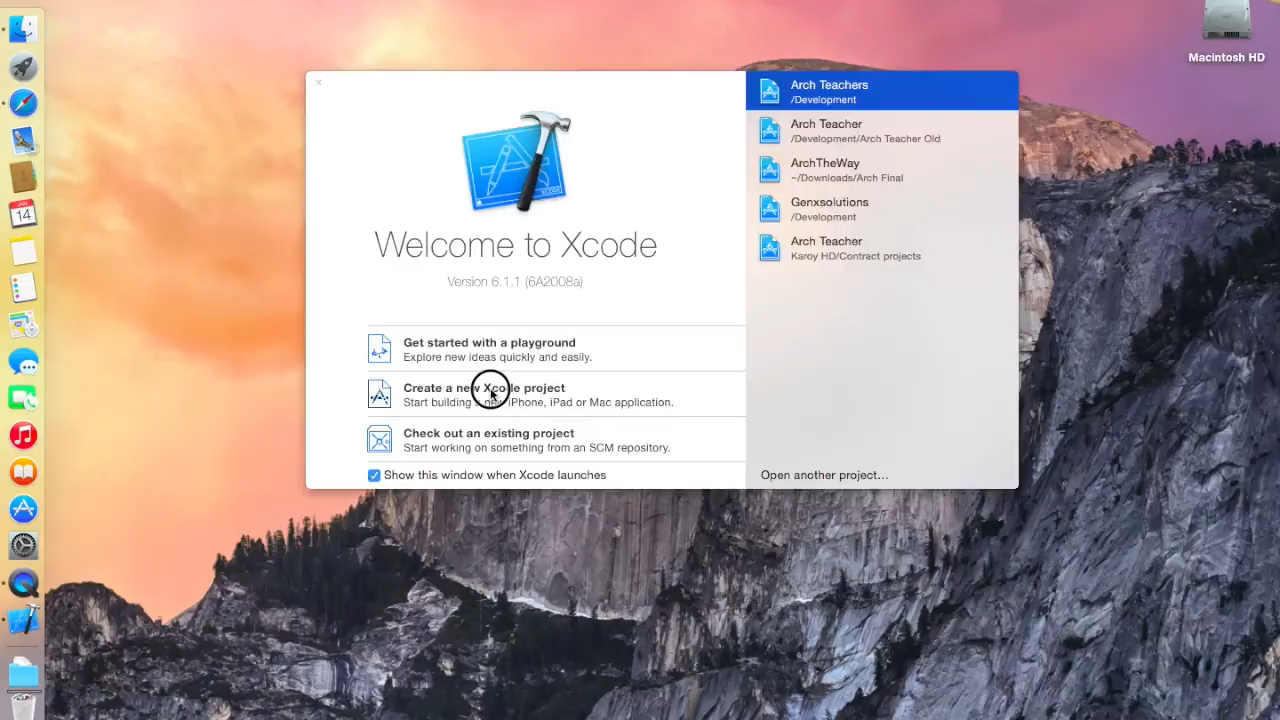 Macintosh HD
JAN
14
Welcome to Xcode
Version 6.1.1 (6A2008a)
Get started with a playground
Explore new ideas quickly and easily.
Create a new Xcode project
Start building a new iPhone, iPad or Mac application.
Check out an existing project
Start working on something from an SCM repository.
Show this window when Xcode launches
Arch Teachers
/Development
Arch Teacher
/Development/Arch Teacher Old
ArchTheWay
~/Downloads/Arch Final
Genxsolutions
/Development
Arch Teacher
Karoy HD/Contract projects
Open another project...